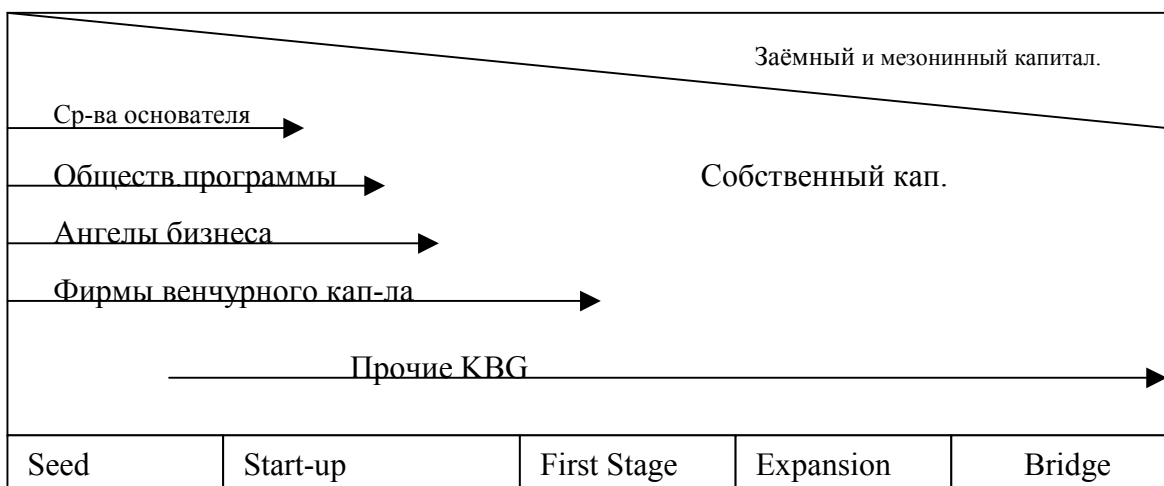 Заёмный и мезонинный капитал.
Ср-ва основателя
Обществ.программы
Собственный кап.
Ангелы бизнеса
Фирмы венчурного кап-ла
Прочие KBG
Seed
Start-up
First Stage
Expansion
Bridge